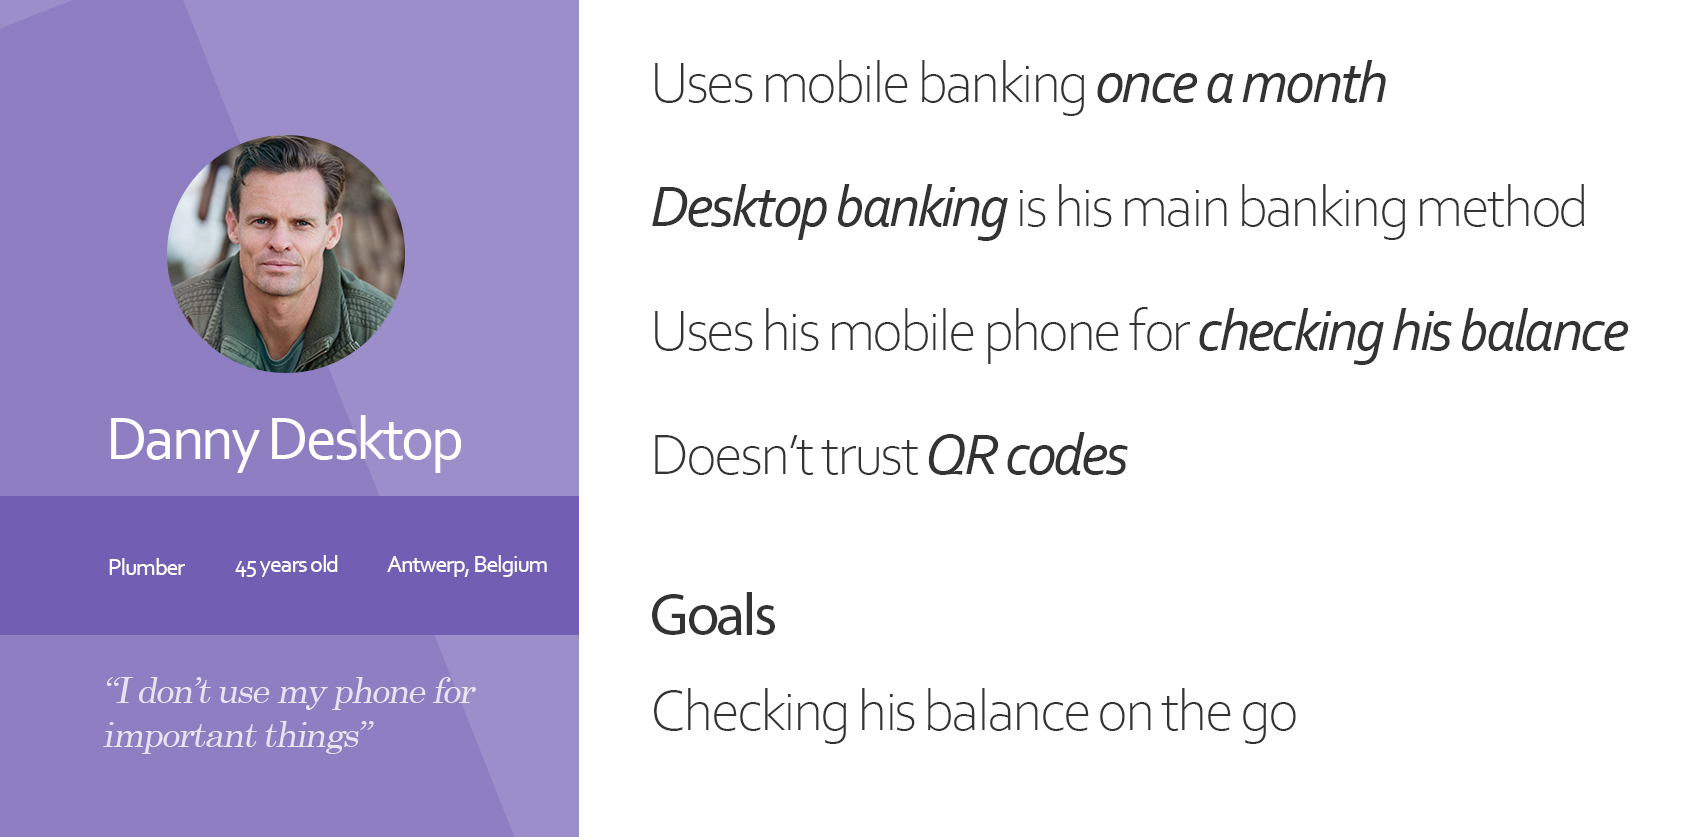 Danny Desktop
Plumber
45 years old
Antwerp, Belgium
“I don’t use my phone for
important things”
Uses mobile banking once a month
Desktop banking is his main banking method
Uses his mobile phone for checking his balance
Doesn’t trust QR codes
Goals
Checking his balance on the go